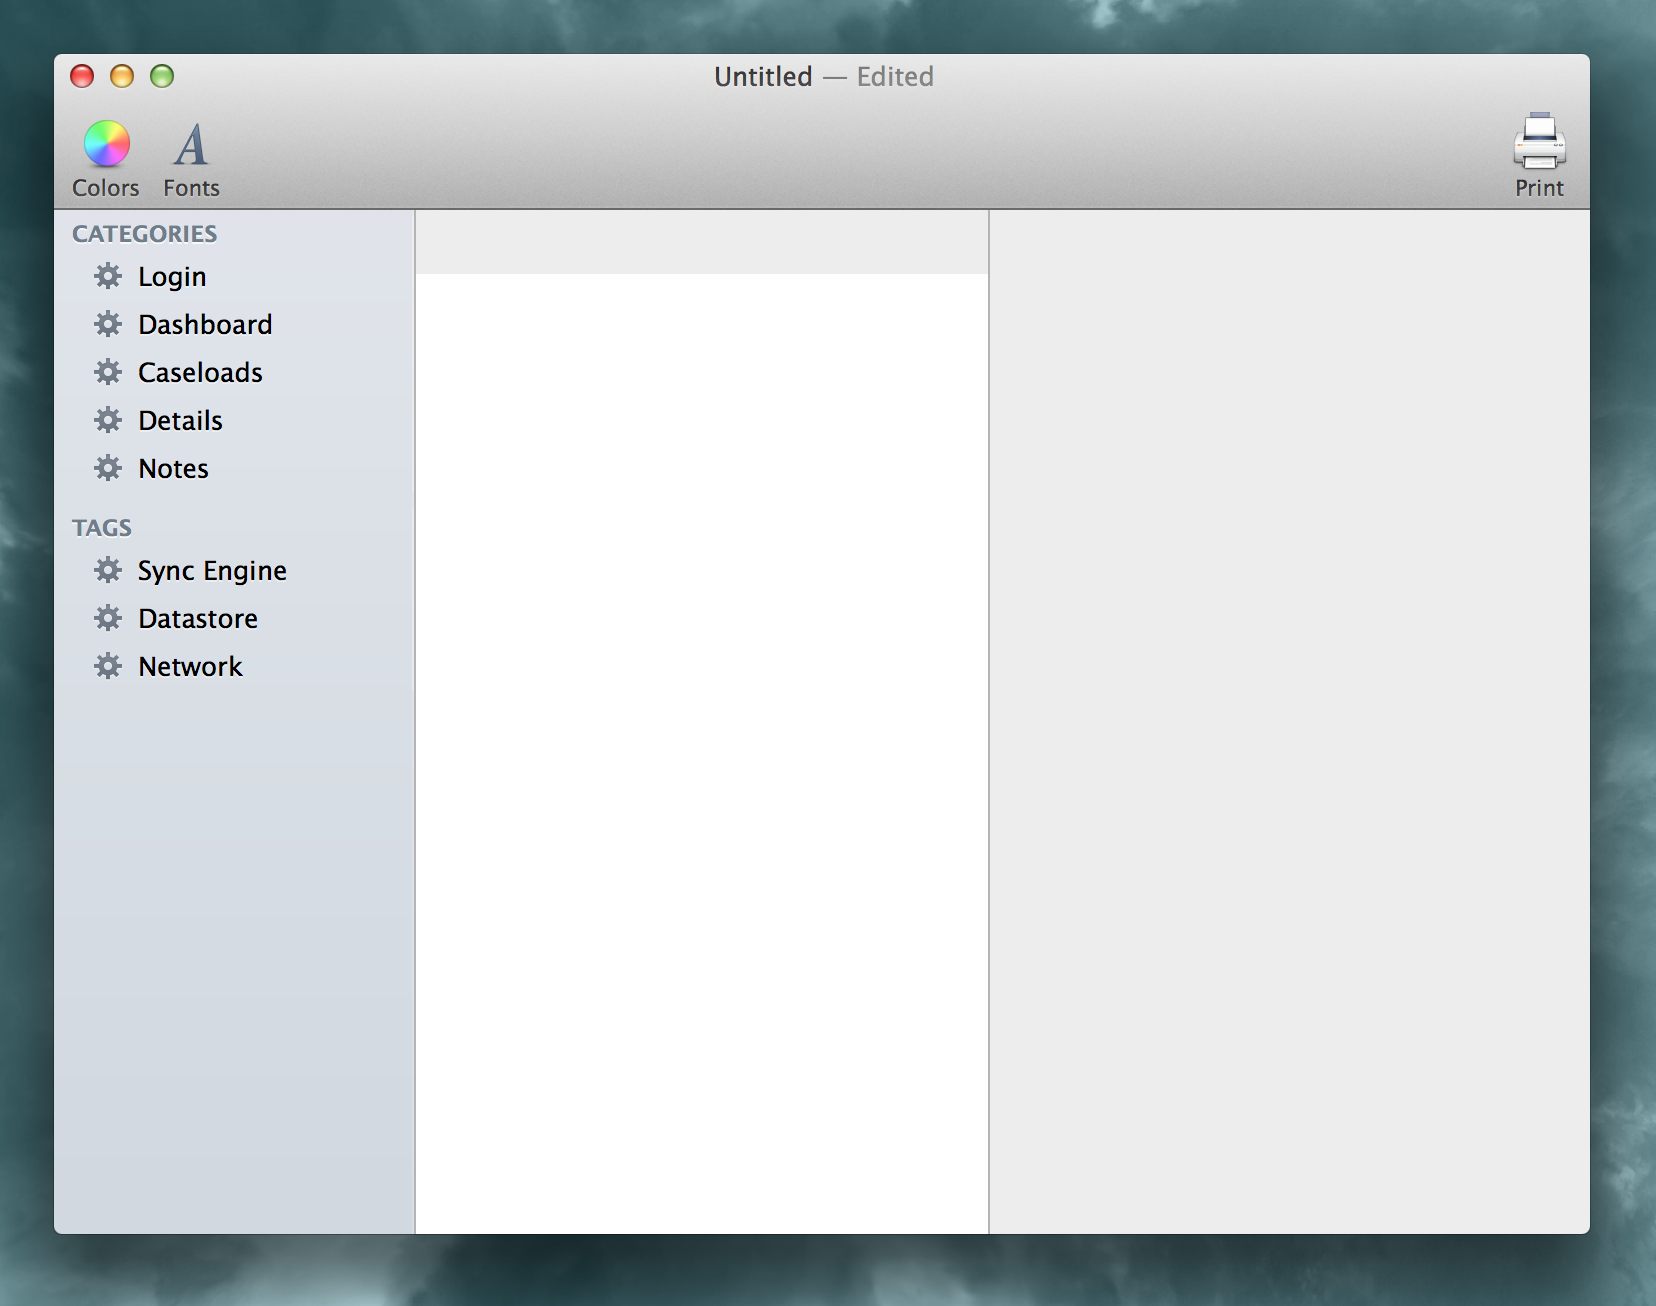 Untitled — Edited
Colors Fonts Print
CATEGORIES
Login
Dashboard
Caseloads
Details
Notes
TAGS
Sync Engine
Datastore
Network